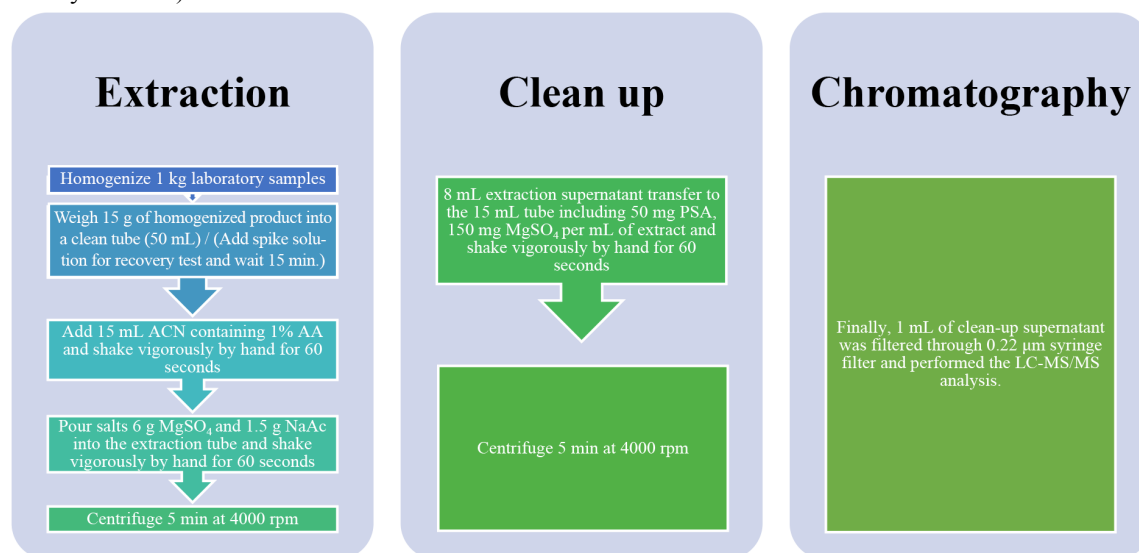 Extraction
Homogenize 1 kg laboratory samples
Weigh 15 g of homogenized product into
a clean tube (50 mL) / (Add spike solu-
tion for recovery test and wait 15 min.)
Add 15 mL ACN containing 1% AA
and shake vigorously by hand for 60
seconds
Pour salts 6 g MgSO₄ and 1.5 g NaAc
into the extraction tube and shake
vigorously by hand for 60 seconds
Centrifuge 5 min at 4000 rpm
Clean up
8 mL extraction supernatant transfer to
the 15 mL tube including 50 mg PSA,
150 mg MgSO₄ per mL of extract and
shake vigorously by hand for 60
seconds
Centrifuge 5 min at 4000 rpm
Chromatography
Finally, 1 mL of clean-up supernatant
was filtered through 0.22 μm syringe
filter and performed the LC-MS/MS
analysis.